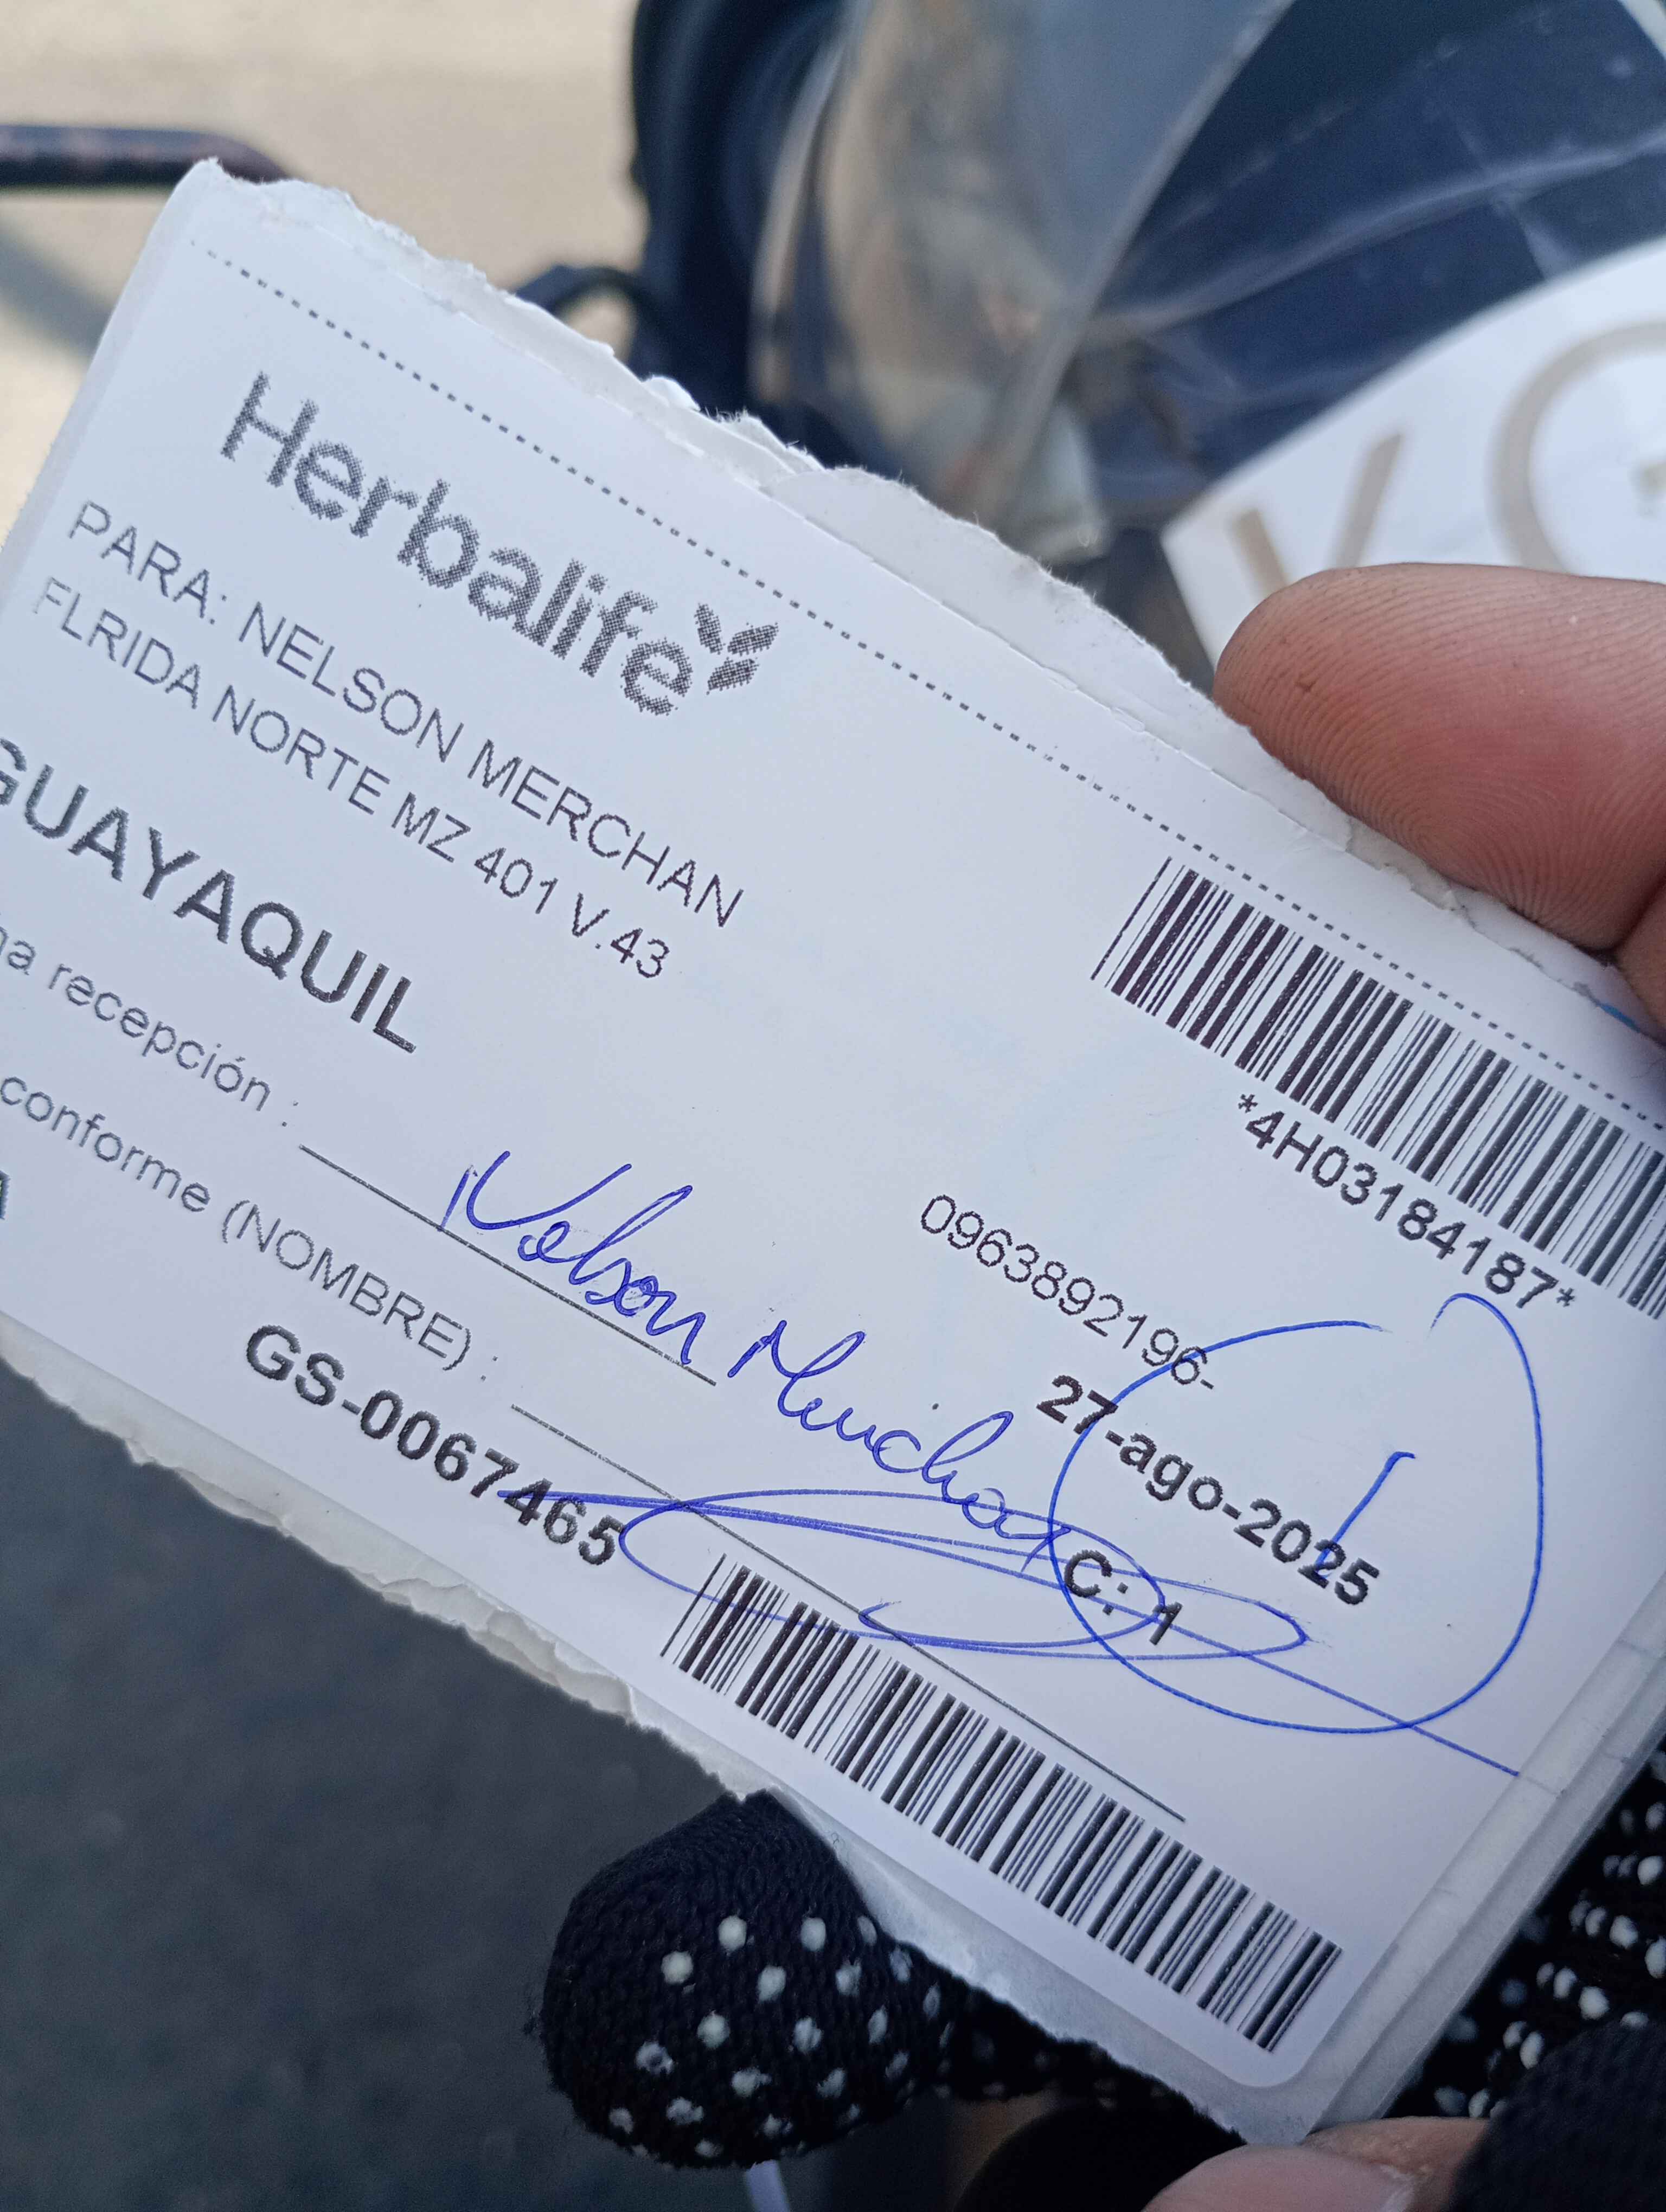 Herbalife
PARA: NELSON MERCHAN
FLRIDA NORTE MZ 401 V.43
GUAYAQUIL
*4H03184187*
recepción :
0963892196-
Nelson Merchan
27-ago-2025
1
conforme (NOMBRE) :
C: 1
GS-0067465